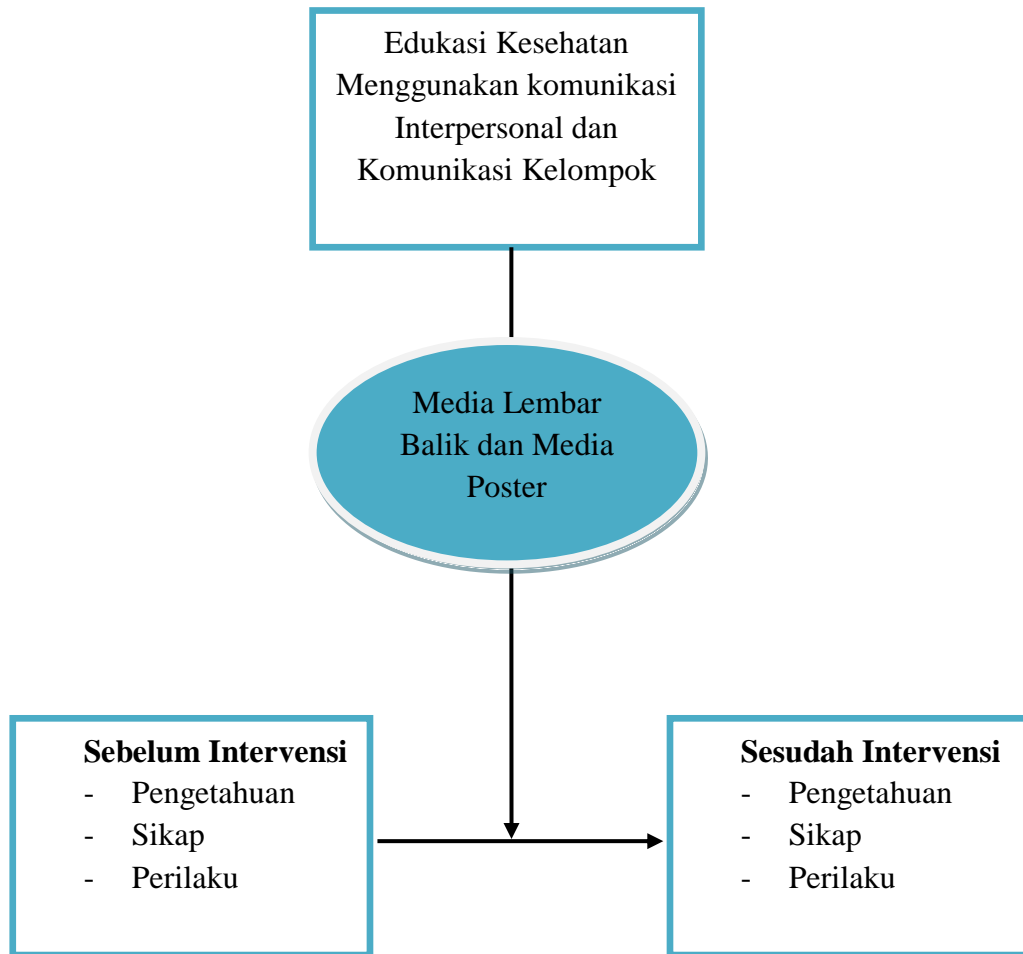 Edukasi Kesehatan
Menggunakan komunikasi
Interpersonal dan
Komunikasi Kelompok
Media Lembar
Balik dan Media
Poster
Sebelum Intervensi
- Pengetahuan
- Sikap
- Perilaku
Sesudah Intervensi
- Pengetahuan
- Sikap
- Perilaku